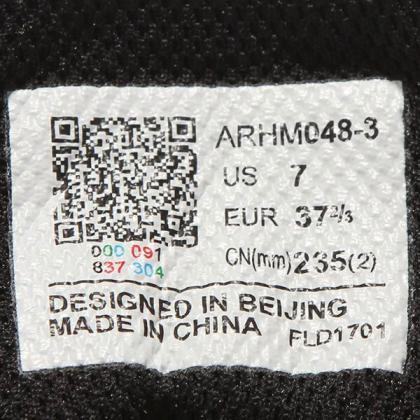 ARHM048-3
US 7
EUR 37⅔
CN(mm)235(2)
000 091
837 304
DESIGNED IN BEIJING
MADE IN CHINA FLD1701